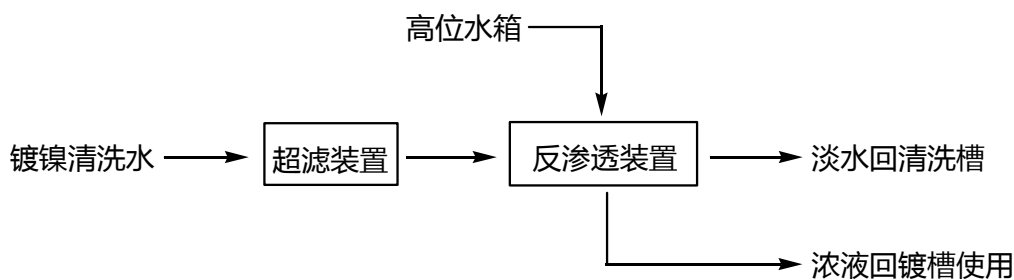 高位水箱
镀镍清洗水
超滤装置
反渗透装置
淡水回清洗槽
浓液回镀槽使用